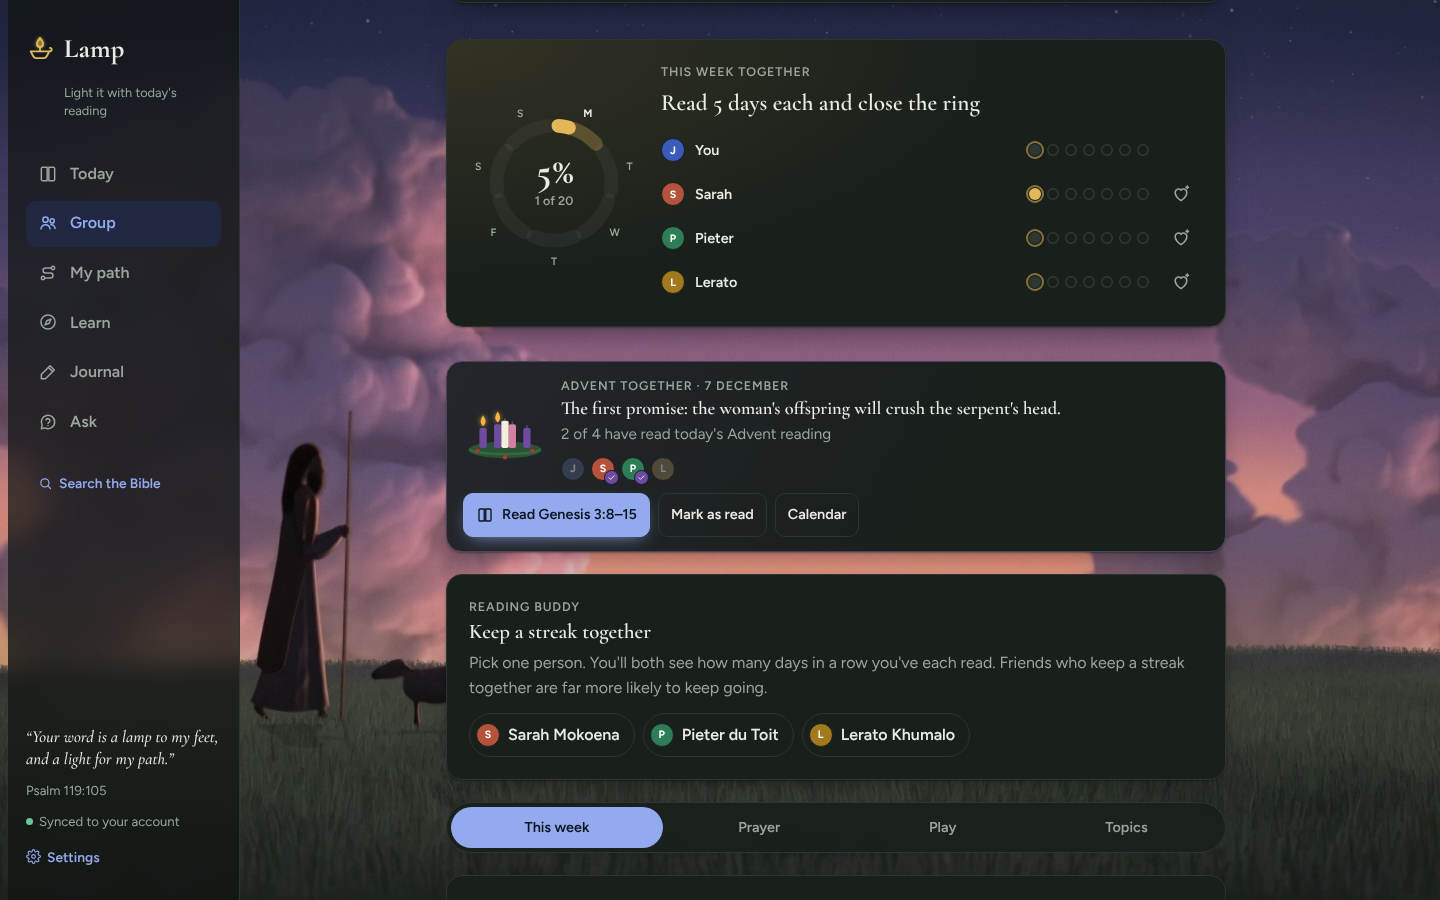 Lamp
Light it with today's
reading
Today
Group
My path
Learn
Journal
Ask
Search the Bible
“Your word is a lamp to my feet,
and a light for my path.”
Psalm 119:105
Synced to your account
Settings
THIS WEEK TOGETHER
Read 5 days each and close the ring
S M
S T
5%
1 of 20
F W
T
J You
S Sarah
P Pieter
L Lerato
ADVENT TOGETHER · 7 DECEMBER
The first promise: the woman's offspring will crush the serpent's head.
2 of 4 have read today's Advent reading
J S P L
Read Genesis 3:8–15 Mark as read Calendar
READING BUDDY
Keep a streak together
Pick one person. You'll both see how many days in a row you've each read. Friends who keep a streak
together are far more likely to keep going.
S Sarah Mokoena P Pieter du Toit L Lerato Khumalo
This week Prayer Play Topics